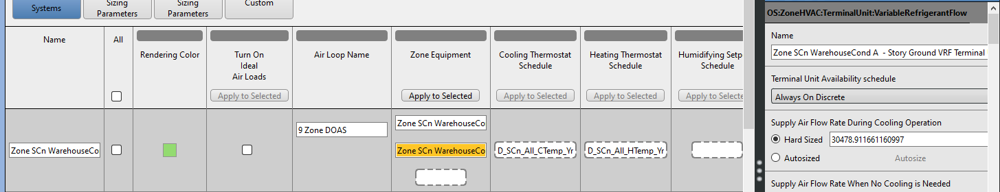 Systems
Sizing
Parameters
Sizing
Parameters
Custom
Name
All
Rendering Color
Turn On
Ideal
Air Loads
Apply to Selected
Air Loop Name
Zone Equipment
Apply to Selected
Cooling Thermostat
Schedule
Apply to Selected
Heating Thermostat
Schedule
Apply to Selected
Humidifying Setp
Schedule
Apply to Selec
Zone SCn WarehouseCo
9 Zone DOAS
Zone SCn WarehouseCo
Zone SCn WarehouseCo
D_SCn_All_CTemp_Yr
D_SCn_All_HTemp_Yr
OS:ZoneHVAC:TerminalUnit:VariableRefrigerantFlow
Name
Zone SCn WarehouseCond A - Story Ground VRF Terminal
Terminal Unit Availability schedule
Always On Discrete
Supply Air Flow Rate During Cooling Operation
Hard Sized
30478.911661160997
Autosized
Autosize
Supply Air Flow Rate When No Cooling is Needed